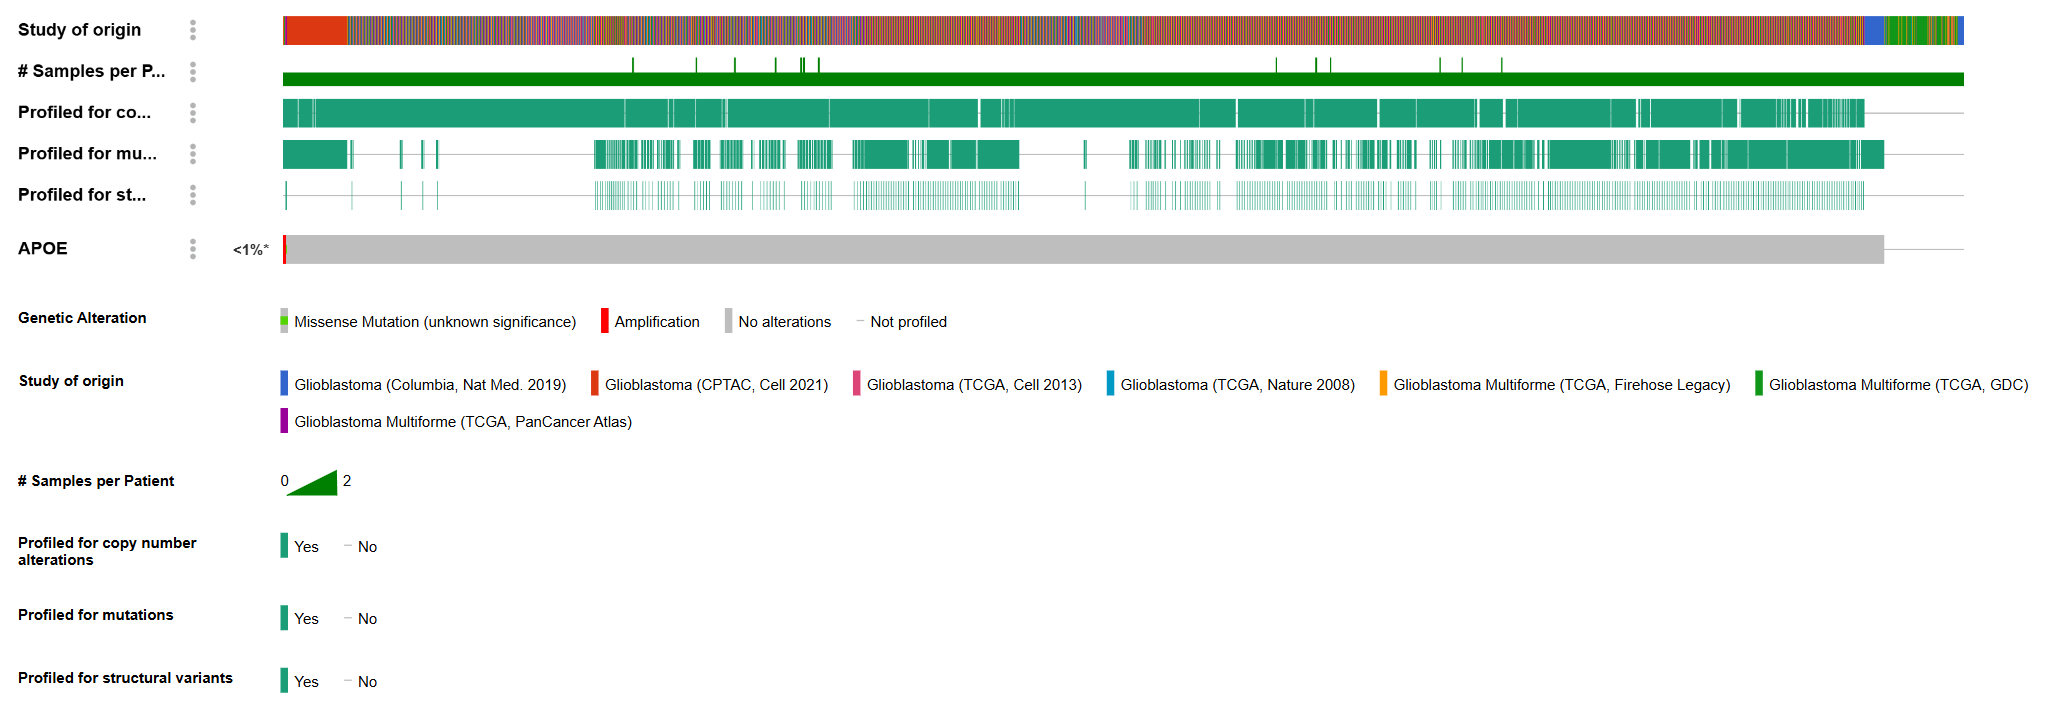 Study of origin
# Samples per P...
Profiled for co...
Profiled for mu...
Profiled for st...
APOE <1%*
Genetic Alteration Missense Mutation (unknown significance) Amplification No alterations Not profiled
Study of origin Glioblastoma (Columbia, Nat Med. 2019) Glioblastoma (CPTAC, Cell 2021) Glioblastoma (TCGA, Cell 2013) Glioblastoma (TCGA, Nature 2008) Glioblastoma Multiforme (TCGA, Firehose Legacy) Glioblastoma Multiforme (TCGA, GDC)
Glioblastoma Multiforme (TCGA, PanCancer Atlas)
# Samples per Patient 0 2
Profiled for copy number
alterations Yes No
Profiled for mutations Yes No
Profiled for structural variants Yes No